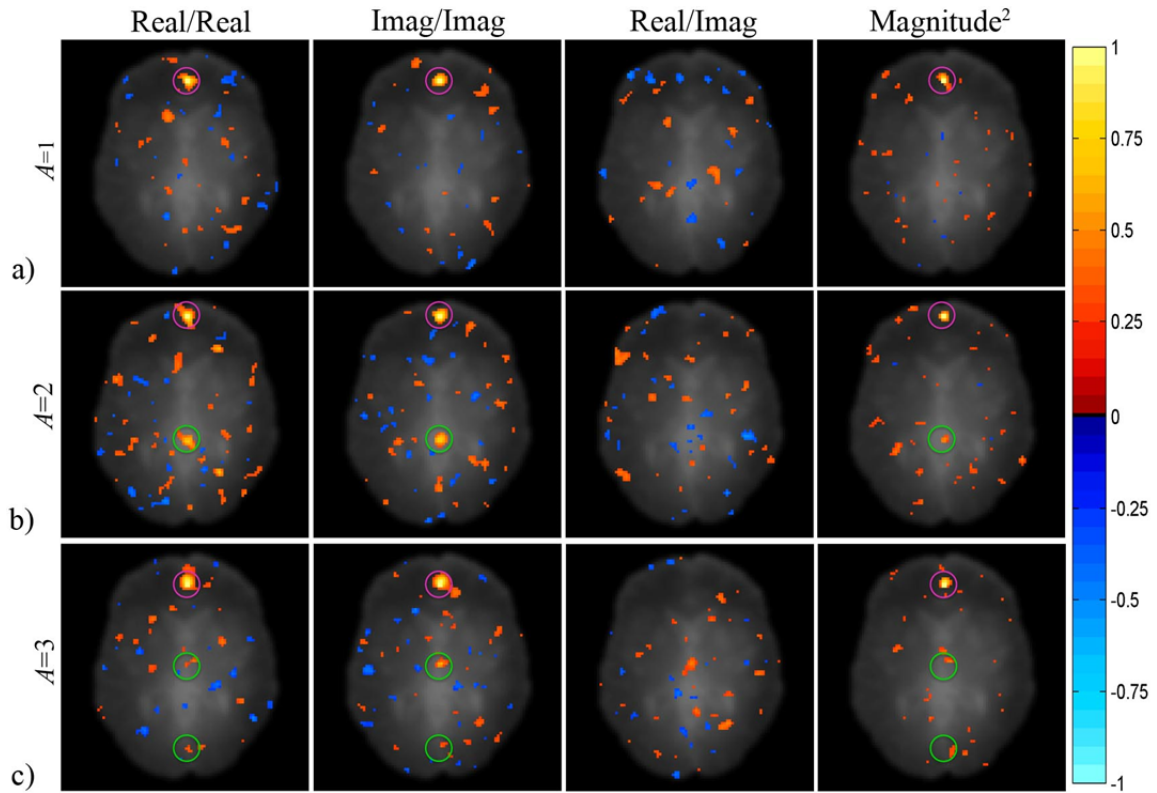 Real/Real Imag/Imag Real/Imag Magnitude²
A=1
a)
A=2
b)
A=3
c)
1
0.75
0.5
0.25
0
-0.25
-0.5
-0.75
-1